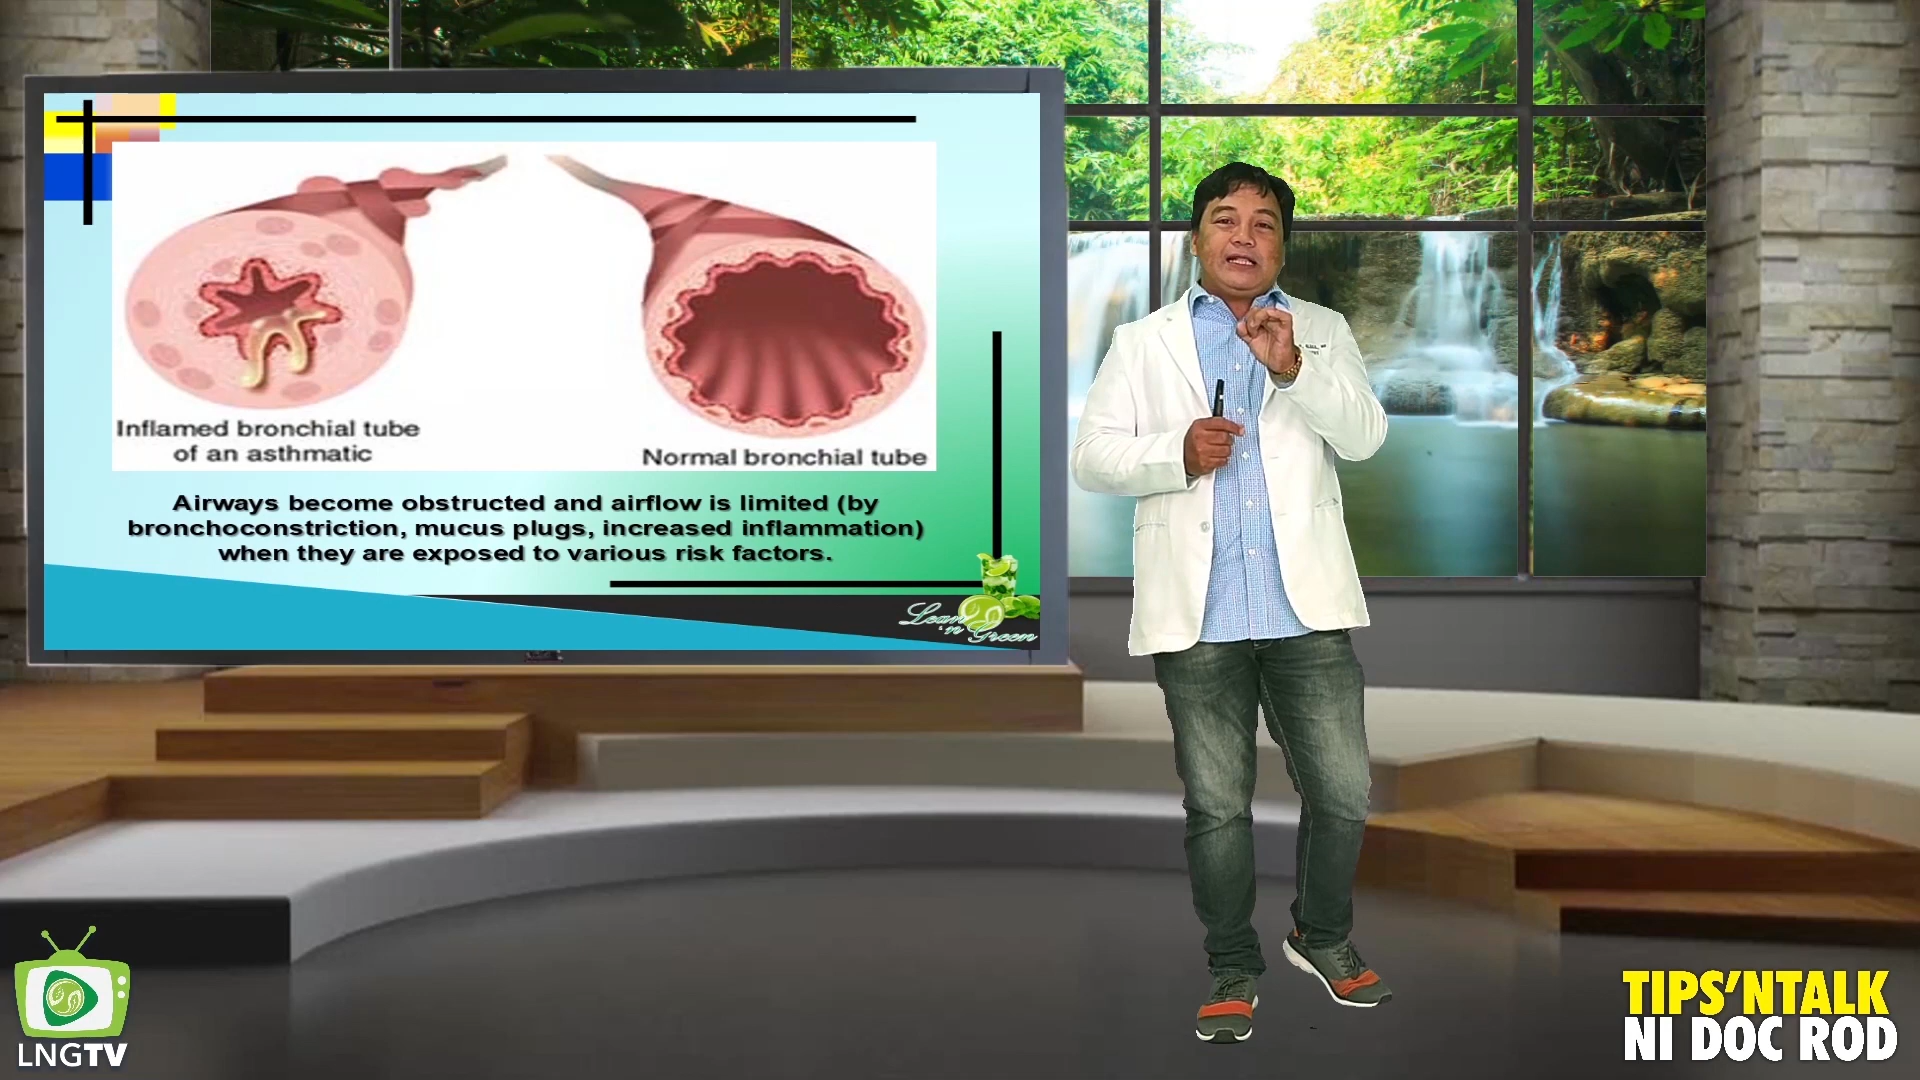 Inflamed bronchial tube
of an asthmatic
Normal bronchial tube
Airways become obstructed and airflow is limited (by
bronchoconstriction, mucus plugs, increased inflammation)
when they are exposed to various risk factors.
Lean
'n Green
LNGTV
TIPS'NTALK
NI DOC ROD